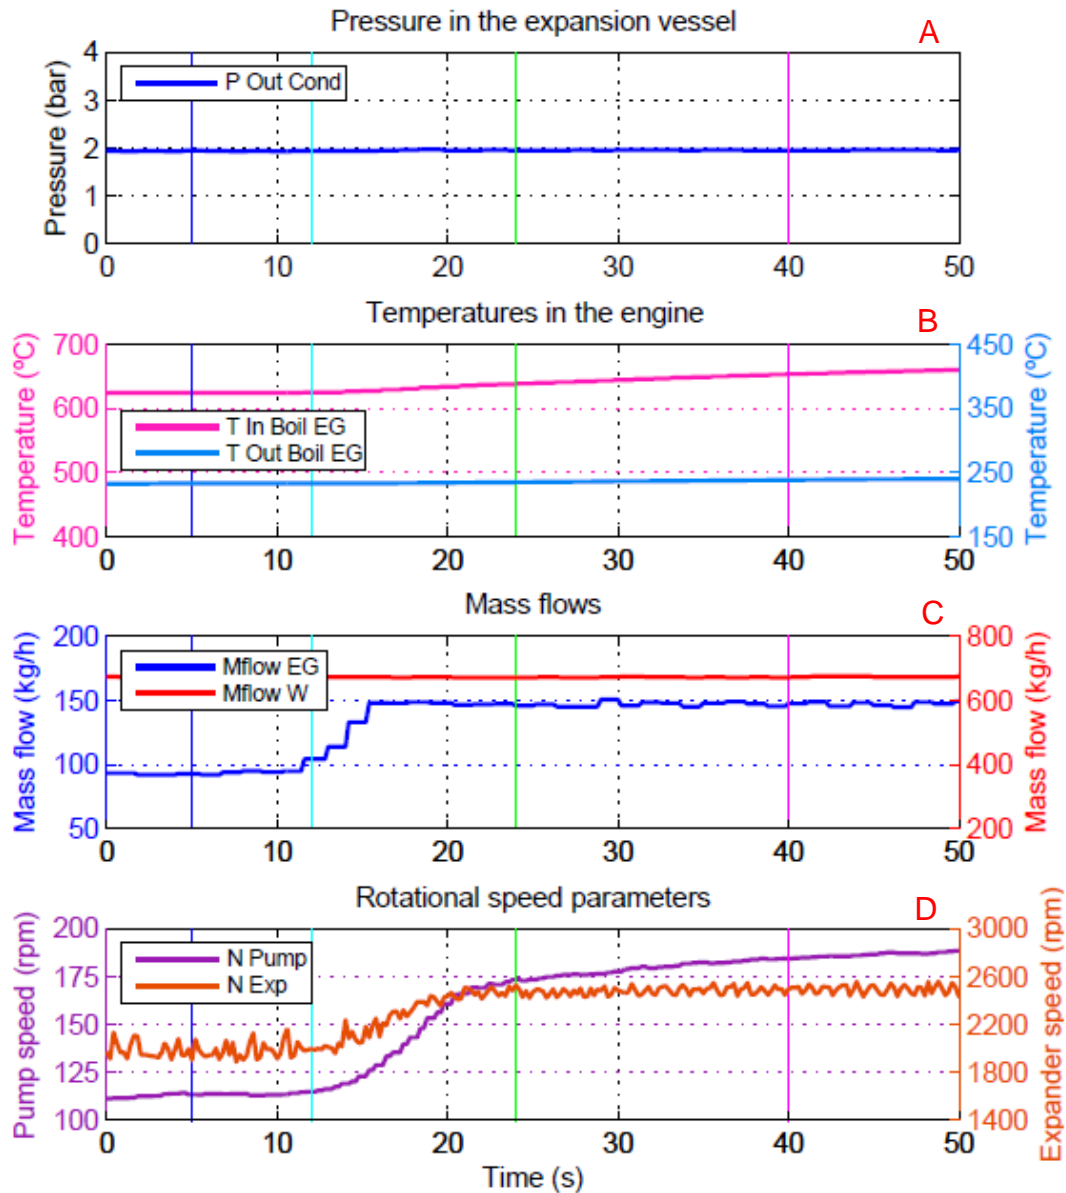 Pressure in the expansion vessel
A
Pressure (bar)
4
3
2
1
0
P Out Cond
0 10 20 30 40 50
Temperatures in the engine
B
Temperature (ºC)
700
600
500
400
T In Boil EG
T Out Boil EG
450
350
250
150
Temperature (ºC)
0 10 20 30 40 50
Mass flows
C
Mass flow (kg/h)
200
150
100
50
Mflow EG
Mflow W
800
600
400
200
Mass flow (kg/h)
0 10 20 30 40 50
Rotational speed parameters
D
Pump speed (rpm)
200
175
150
125
100
N Pump
N Exp
3000
2600
2200
1800
1400
Expander speed (rpm)
0 10 20 30 40 50
Time (s)